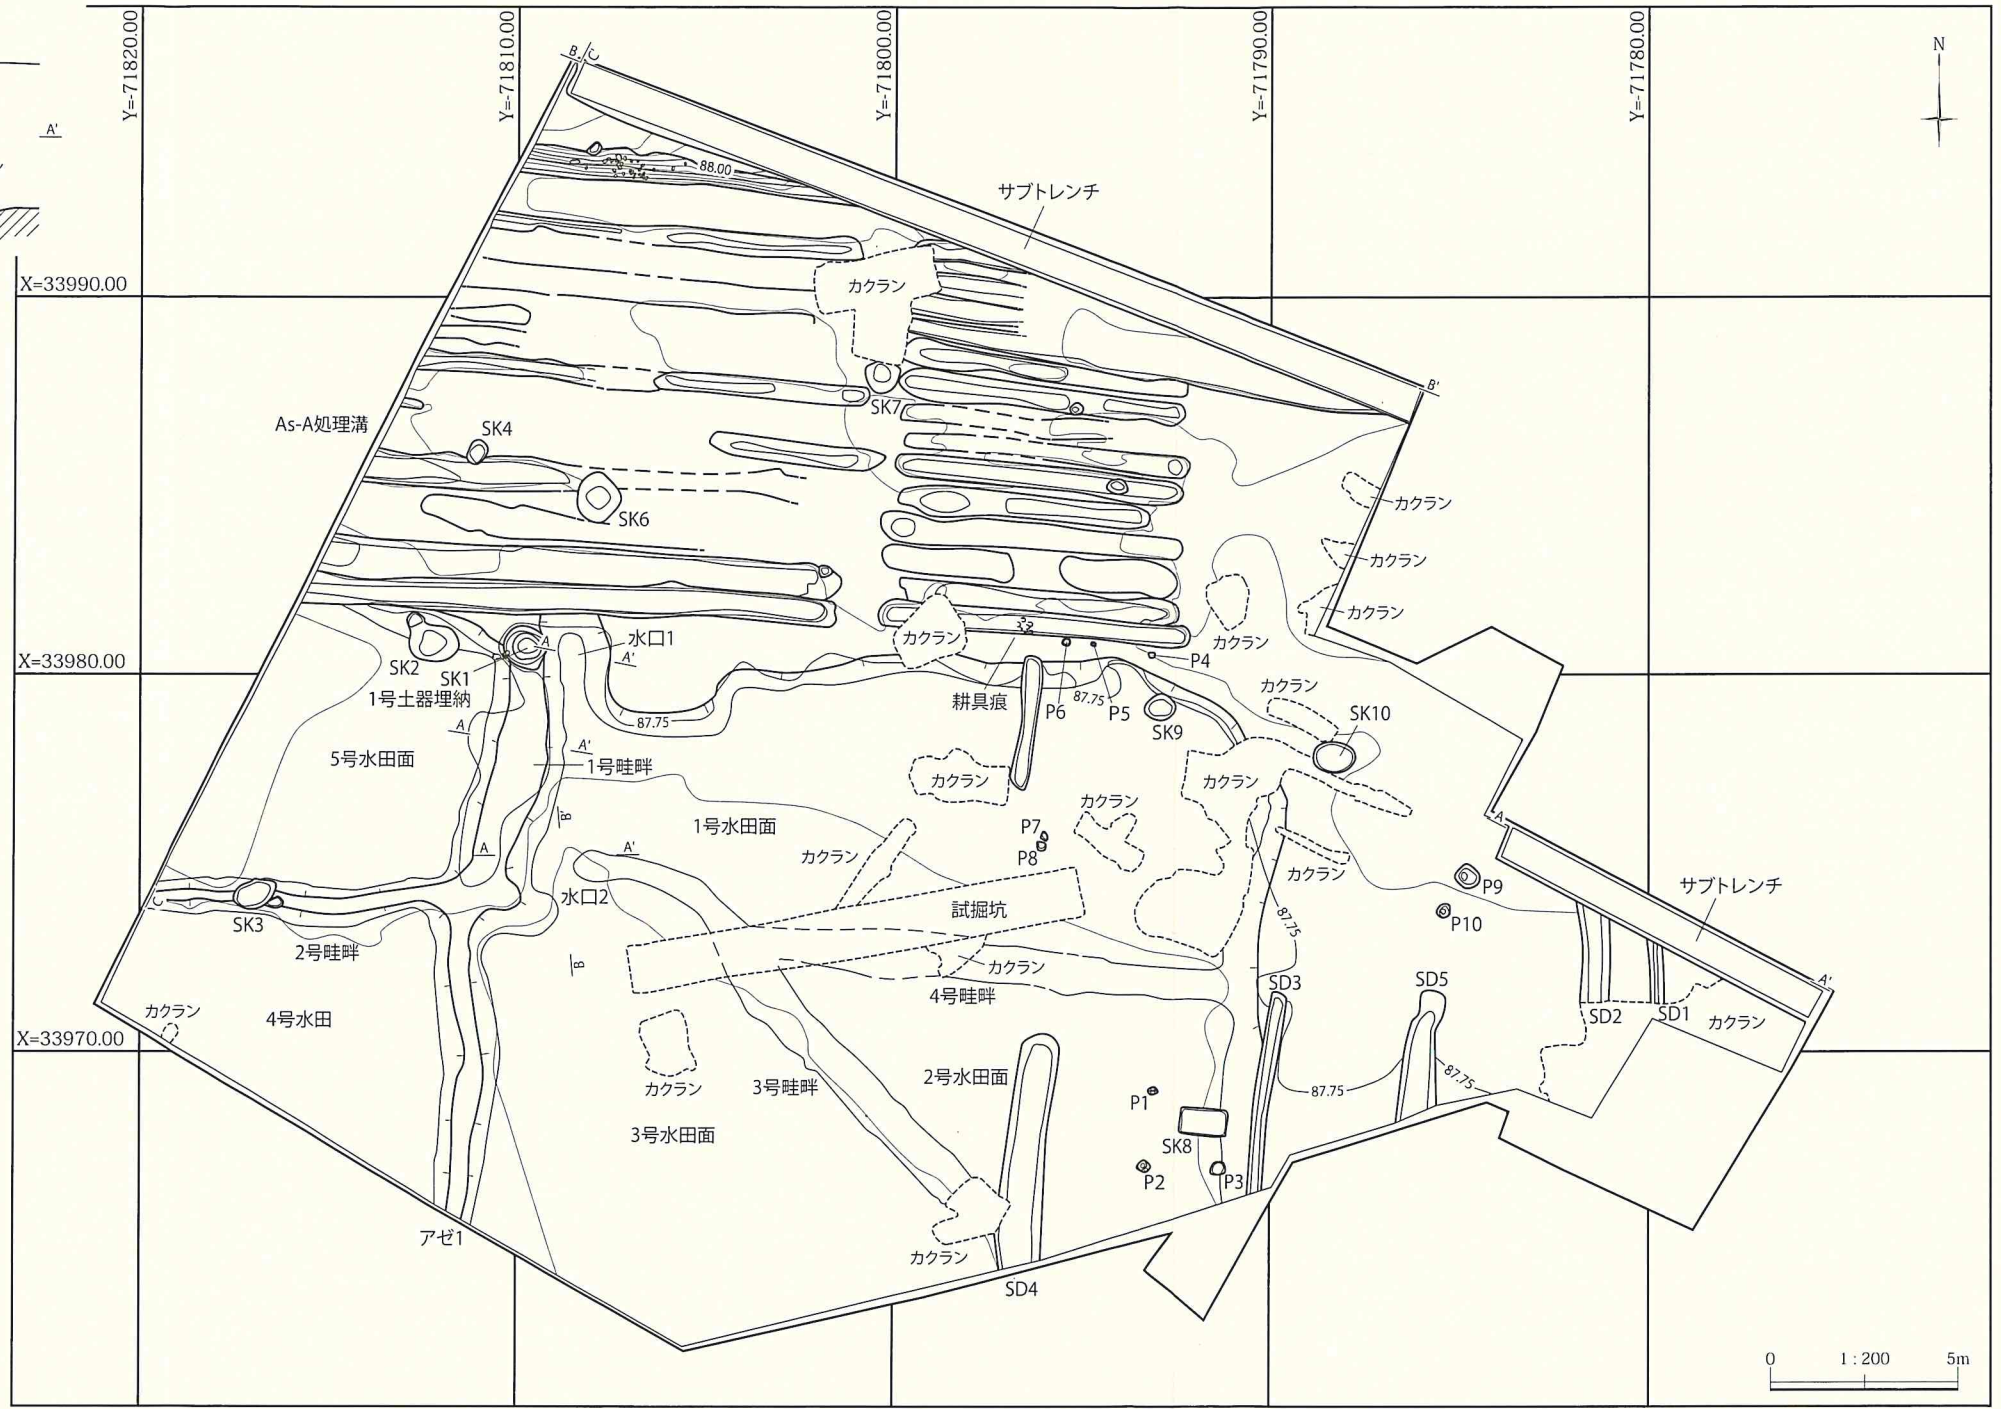 Y=-71820.00
Y=-71810.00
Y=-71800.00
Y=-71790.00
Y=-71780.00
N
B
C
A'
88.00
サブトレンチ
X=33990.00
カクラン
B'
SK7
As-A処理溝
SK4
SK6
カクラン
カクラン
カクラン
カクラン
カクラン
水口1
A
A'
X=33980.00
SK2
SK1
1号土器埋納
P4
耕具痕
P6
87.75
P5
SK9
カクラン
SK10
87.75
A
A'
5号水田面
1号畦畔
カクラン
カクラン
カクラン
A
B'
1号水田面
P7
P8
A
A'
カクラン
カクラン
P9
サブトレンチ
C
SK3
水口2
試掘坑
P10
87.75
2号畦畔
B
カクラン
4号畦畔
SD3
SD5
A'
カクラン
4号水田
SD2
SD1
カクラン
X=33970.00
カクラン
3号畦畔
2号水田面
87.75
87.75
P1
3号水田面
SK8
P2
P3
アゼ1
カクラン
SD4
0
1:200
5m